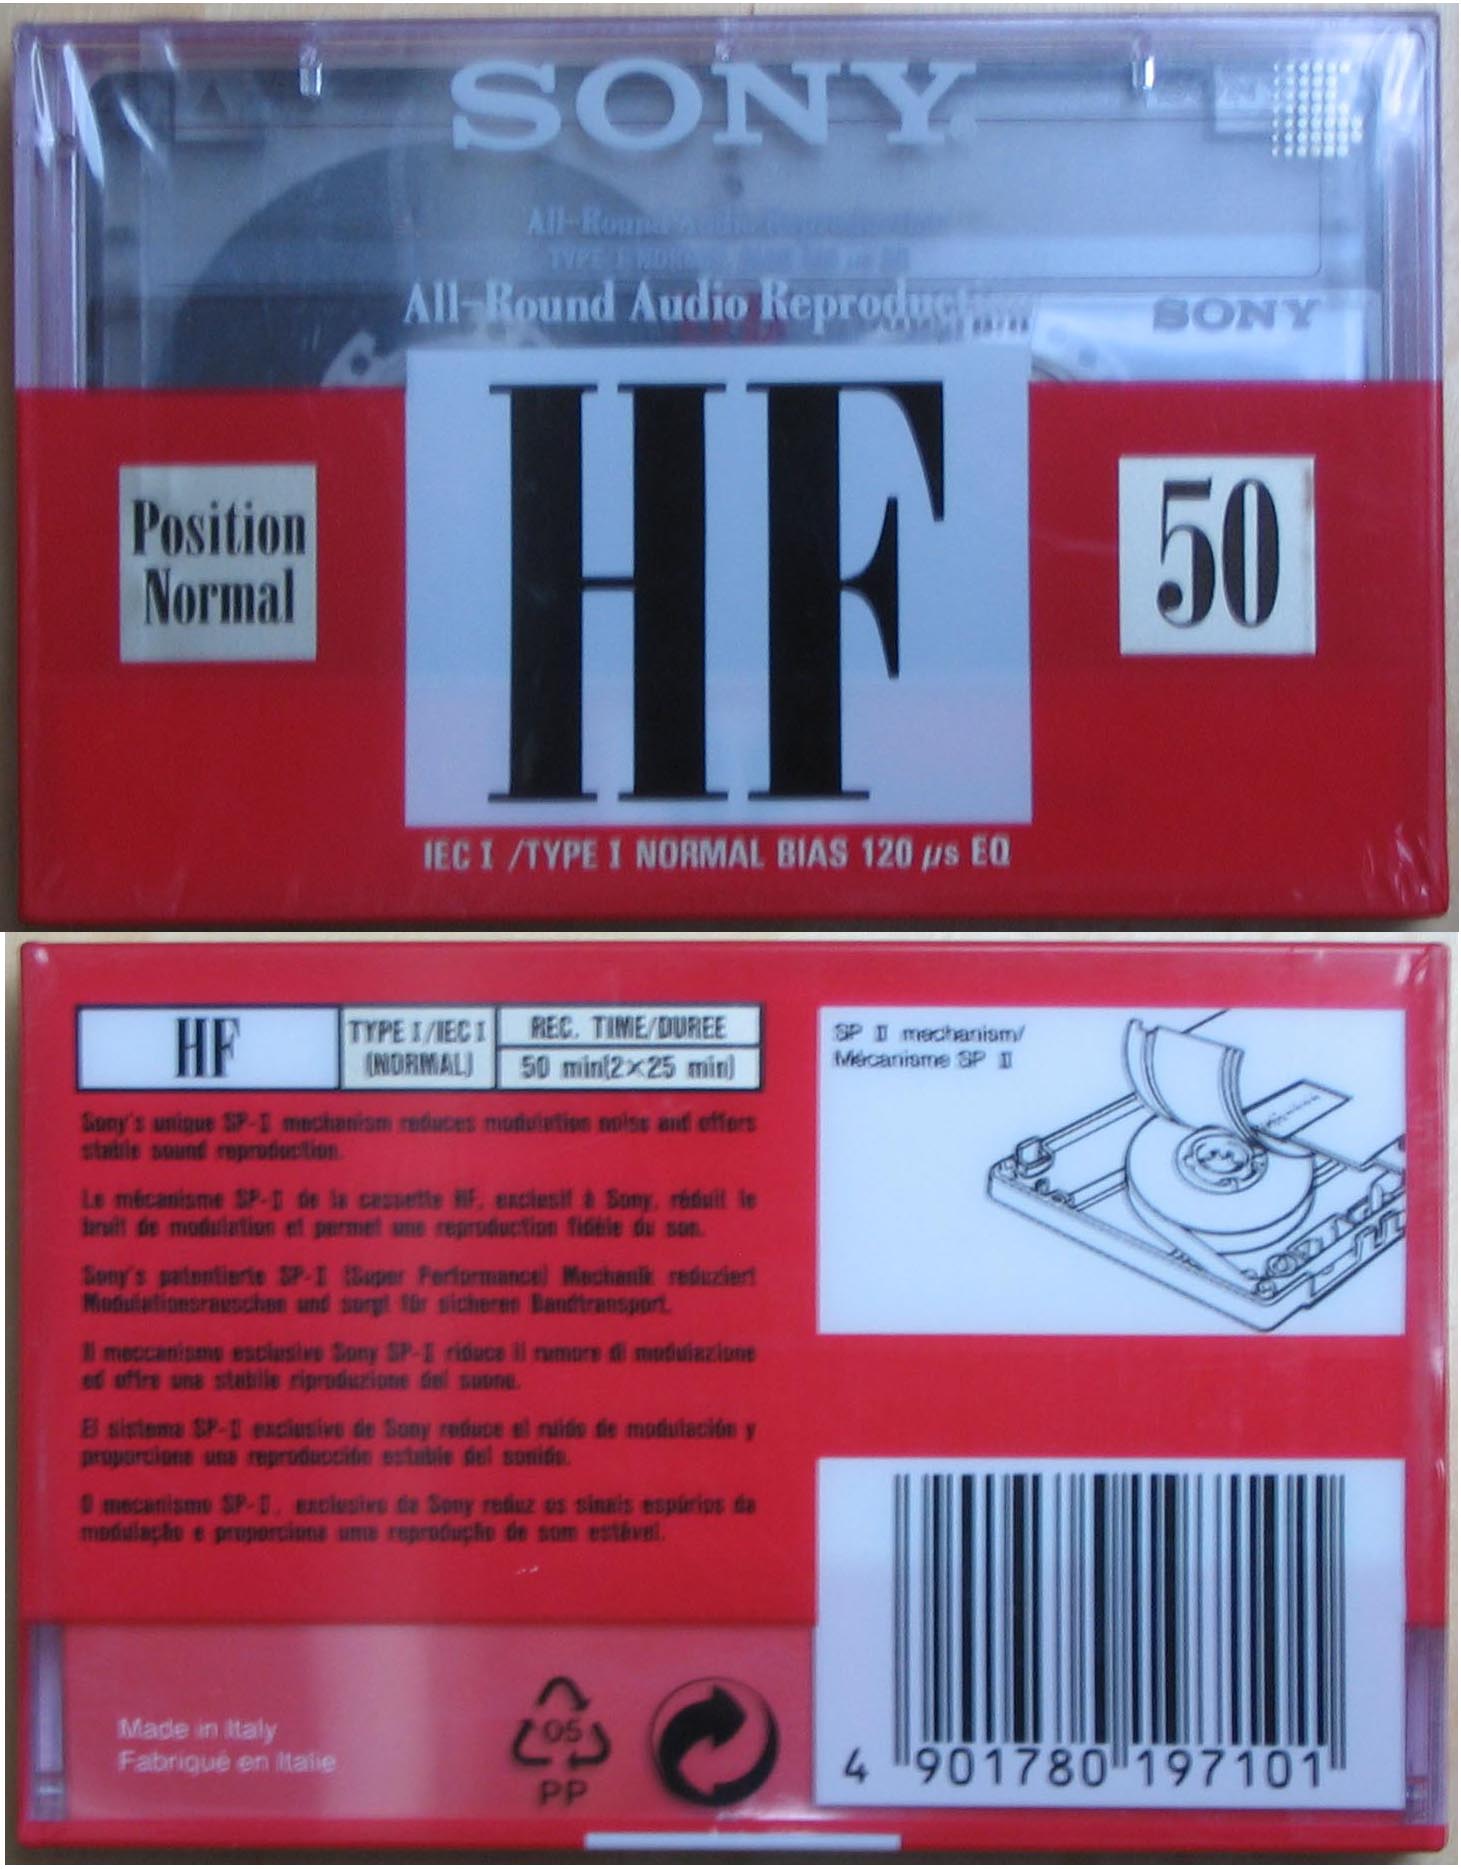 SONY
All-Round Audio Reproduction
TYPE I NORMAL
All-Round Audio Reproduction
SONY
HF
Position
Normal
50
IEC I /TYPE I NORMAL BIAS 120 µs EQ
HF
TYPE I/IEC I
(NORMAL)
REC. TIME/DUREE
50 min(2×25 min)
Sony's unique SP-II mechanism reduces modulation noise and offers
stable sound reproduction.
Le mécanisme SP-II de la cassette HF, exclusif à Sony, réduit le
bruit de modulation et permet une reproduction fidèle du son.
Sony's patentierte SP-II (Super Performance) Mechanik reduziert
Modulationsrauschen und sorgt für sicheren Bandtransport.
Il meccanismo esclusivo Sony SP-II riduce il rumore di modulazione
ed offre una stabile riproduzione del suono.
El sistema SP-II exclusivo de Sony reduce el ruido de modulación y
proporciona una reproducción estable del sonido.
O mecanismo SP-II, exclusivo da Sony reduz os sinais espúrios da
modulação e proporciona uma reprodução de som estável.
SP II mechanism/
Mécanisme SP II
Made in Italy
Fabriqué en Italie
05
PP
4 901780 197101